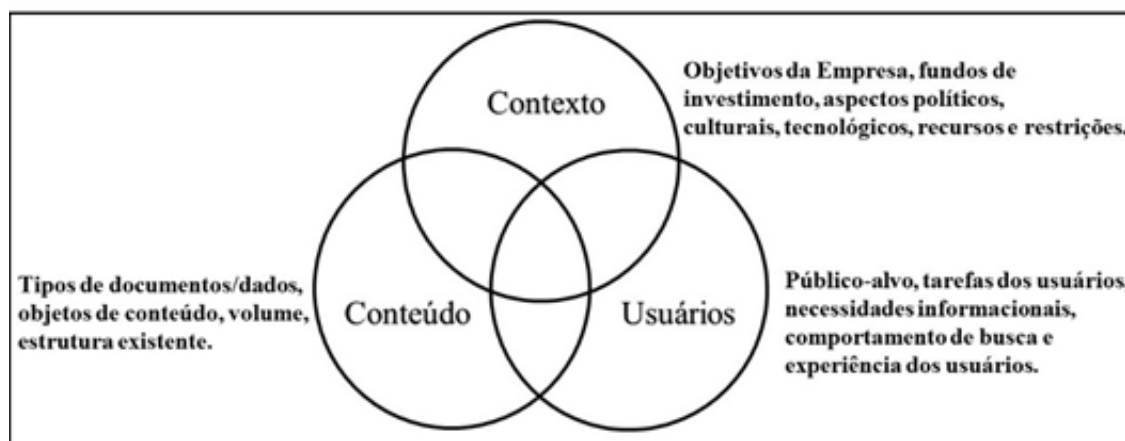 Contexto
Objetivos da Empresa, fundos de
investimento, aspectos políticos,
culturais, tecnológicos, recursos e restrições.
Tipos de documentos/dados,
objetos de conteúdo, volume,
estrutura existente.
Conteúdo
Usuários
Público-alvo, tarefas dos usuários
necessidades informacionais,
comportamento de busca e
experiência dos usuários.